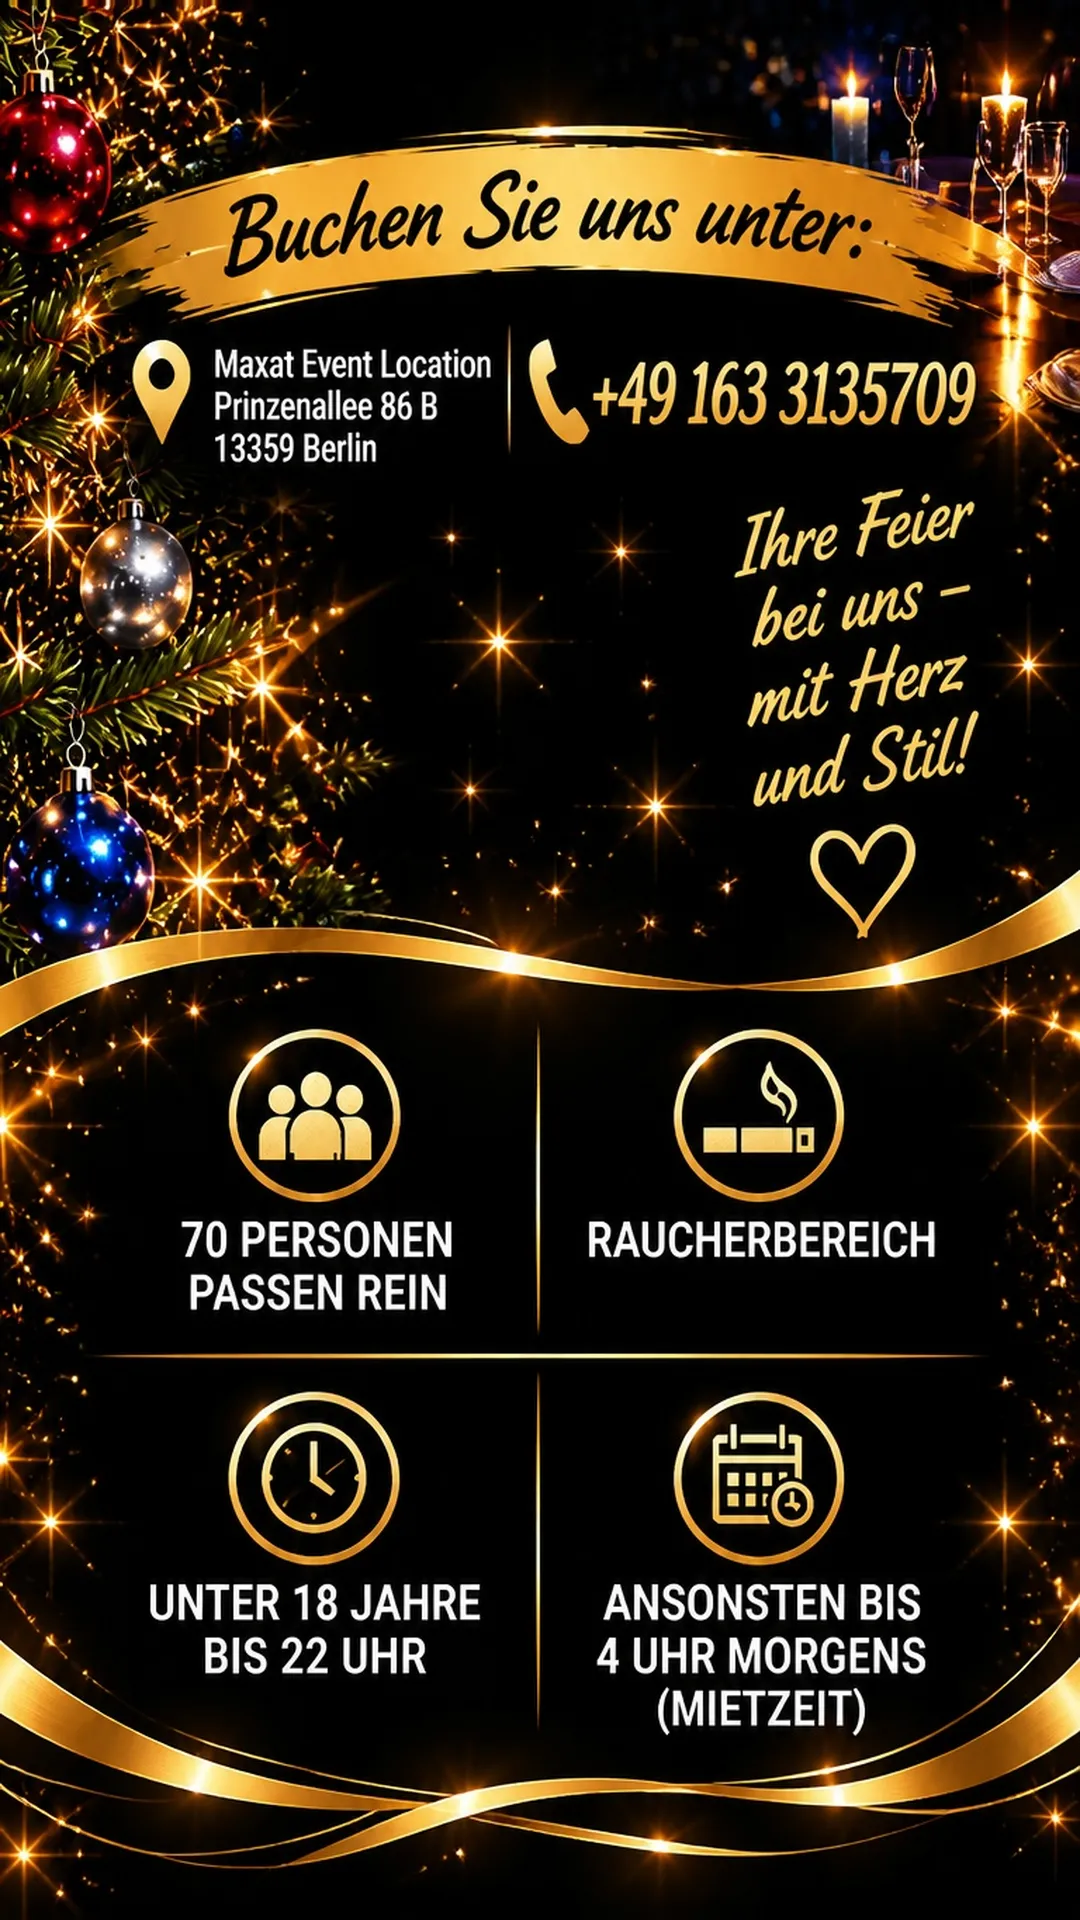 Buchen Sie uns unter:
Maxat Event Location
Prinzenallee 86 B
13359 Berlin
+49 163 3135709
Ihre Feier
bei uns –
mit Herz
und Stil!
70 PERSONEN
PASSEN REIN
RAUCHERBEREICH
UNTER 18 JAHRE
BIS 22 UHR
ANSONSTEN BIS
4 UHR MORGENS
(MIETZEIT)